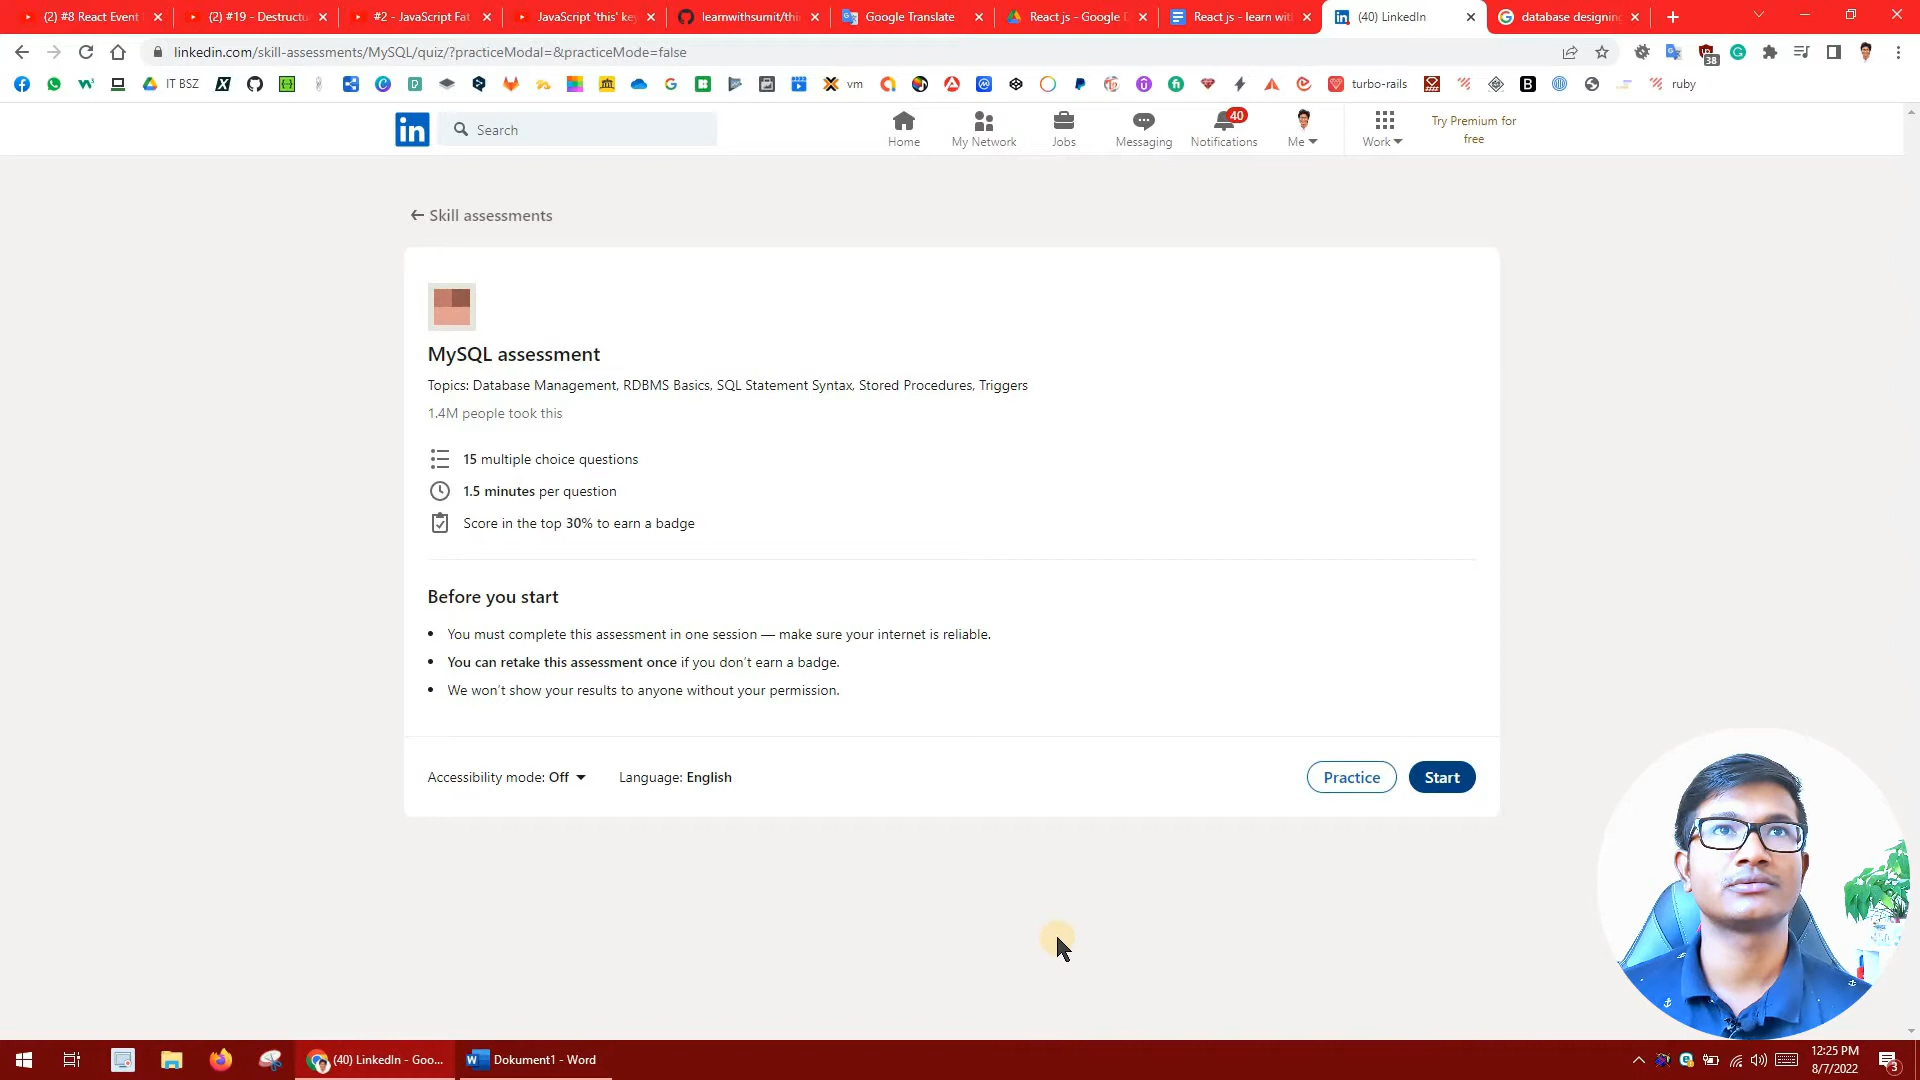 (2) #8 React Event
(2) #19 - Destructu
#2 - JavaScript Fat
JavaScript 'this' key
learnwithsumit/thi
Google Translate
React js - Google D
React js - learn wit
(40) LinkedIn
database designing
linkedin.com/skill-assessments/MySQL/quiz/?practiceModal=&practiceMode=false
38
IT BSZ
vm
turbo-rails
ruby
in
Search
Home
My Network
Jobs
Messaging
40
Notifications
Me
Work
Try Premium for
free
← Skill assessments
MySQL assessment
Topics: Database Management, RDBMS Basics, SQL Statement Syntax, Stored Procedures, Triggers
1.4M people took this
15 multiple choice questions
1.5 minutes per question
Score in the top 30% to earn a badge
Before you start
• You must complete this assessment in one session — make sure your internet is reliable.
• You can retake this assessment once if you don't earn a badge.
• We won't show your results to anyone without your permission.
Accessibility mode: Off
Language: English
Practice
Start
(40) LinkedIn - Goo...
Dokument1 - Word
12:25 PM
8/7/2022
3